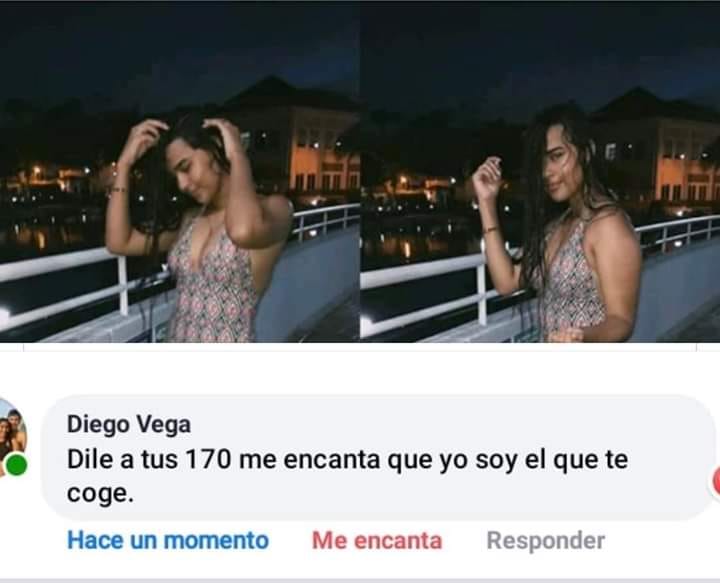 Diego Vega
Dile a tus 170 me encanta que yo soy el que te
coge.
Hace un momento Me encanta Responder